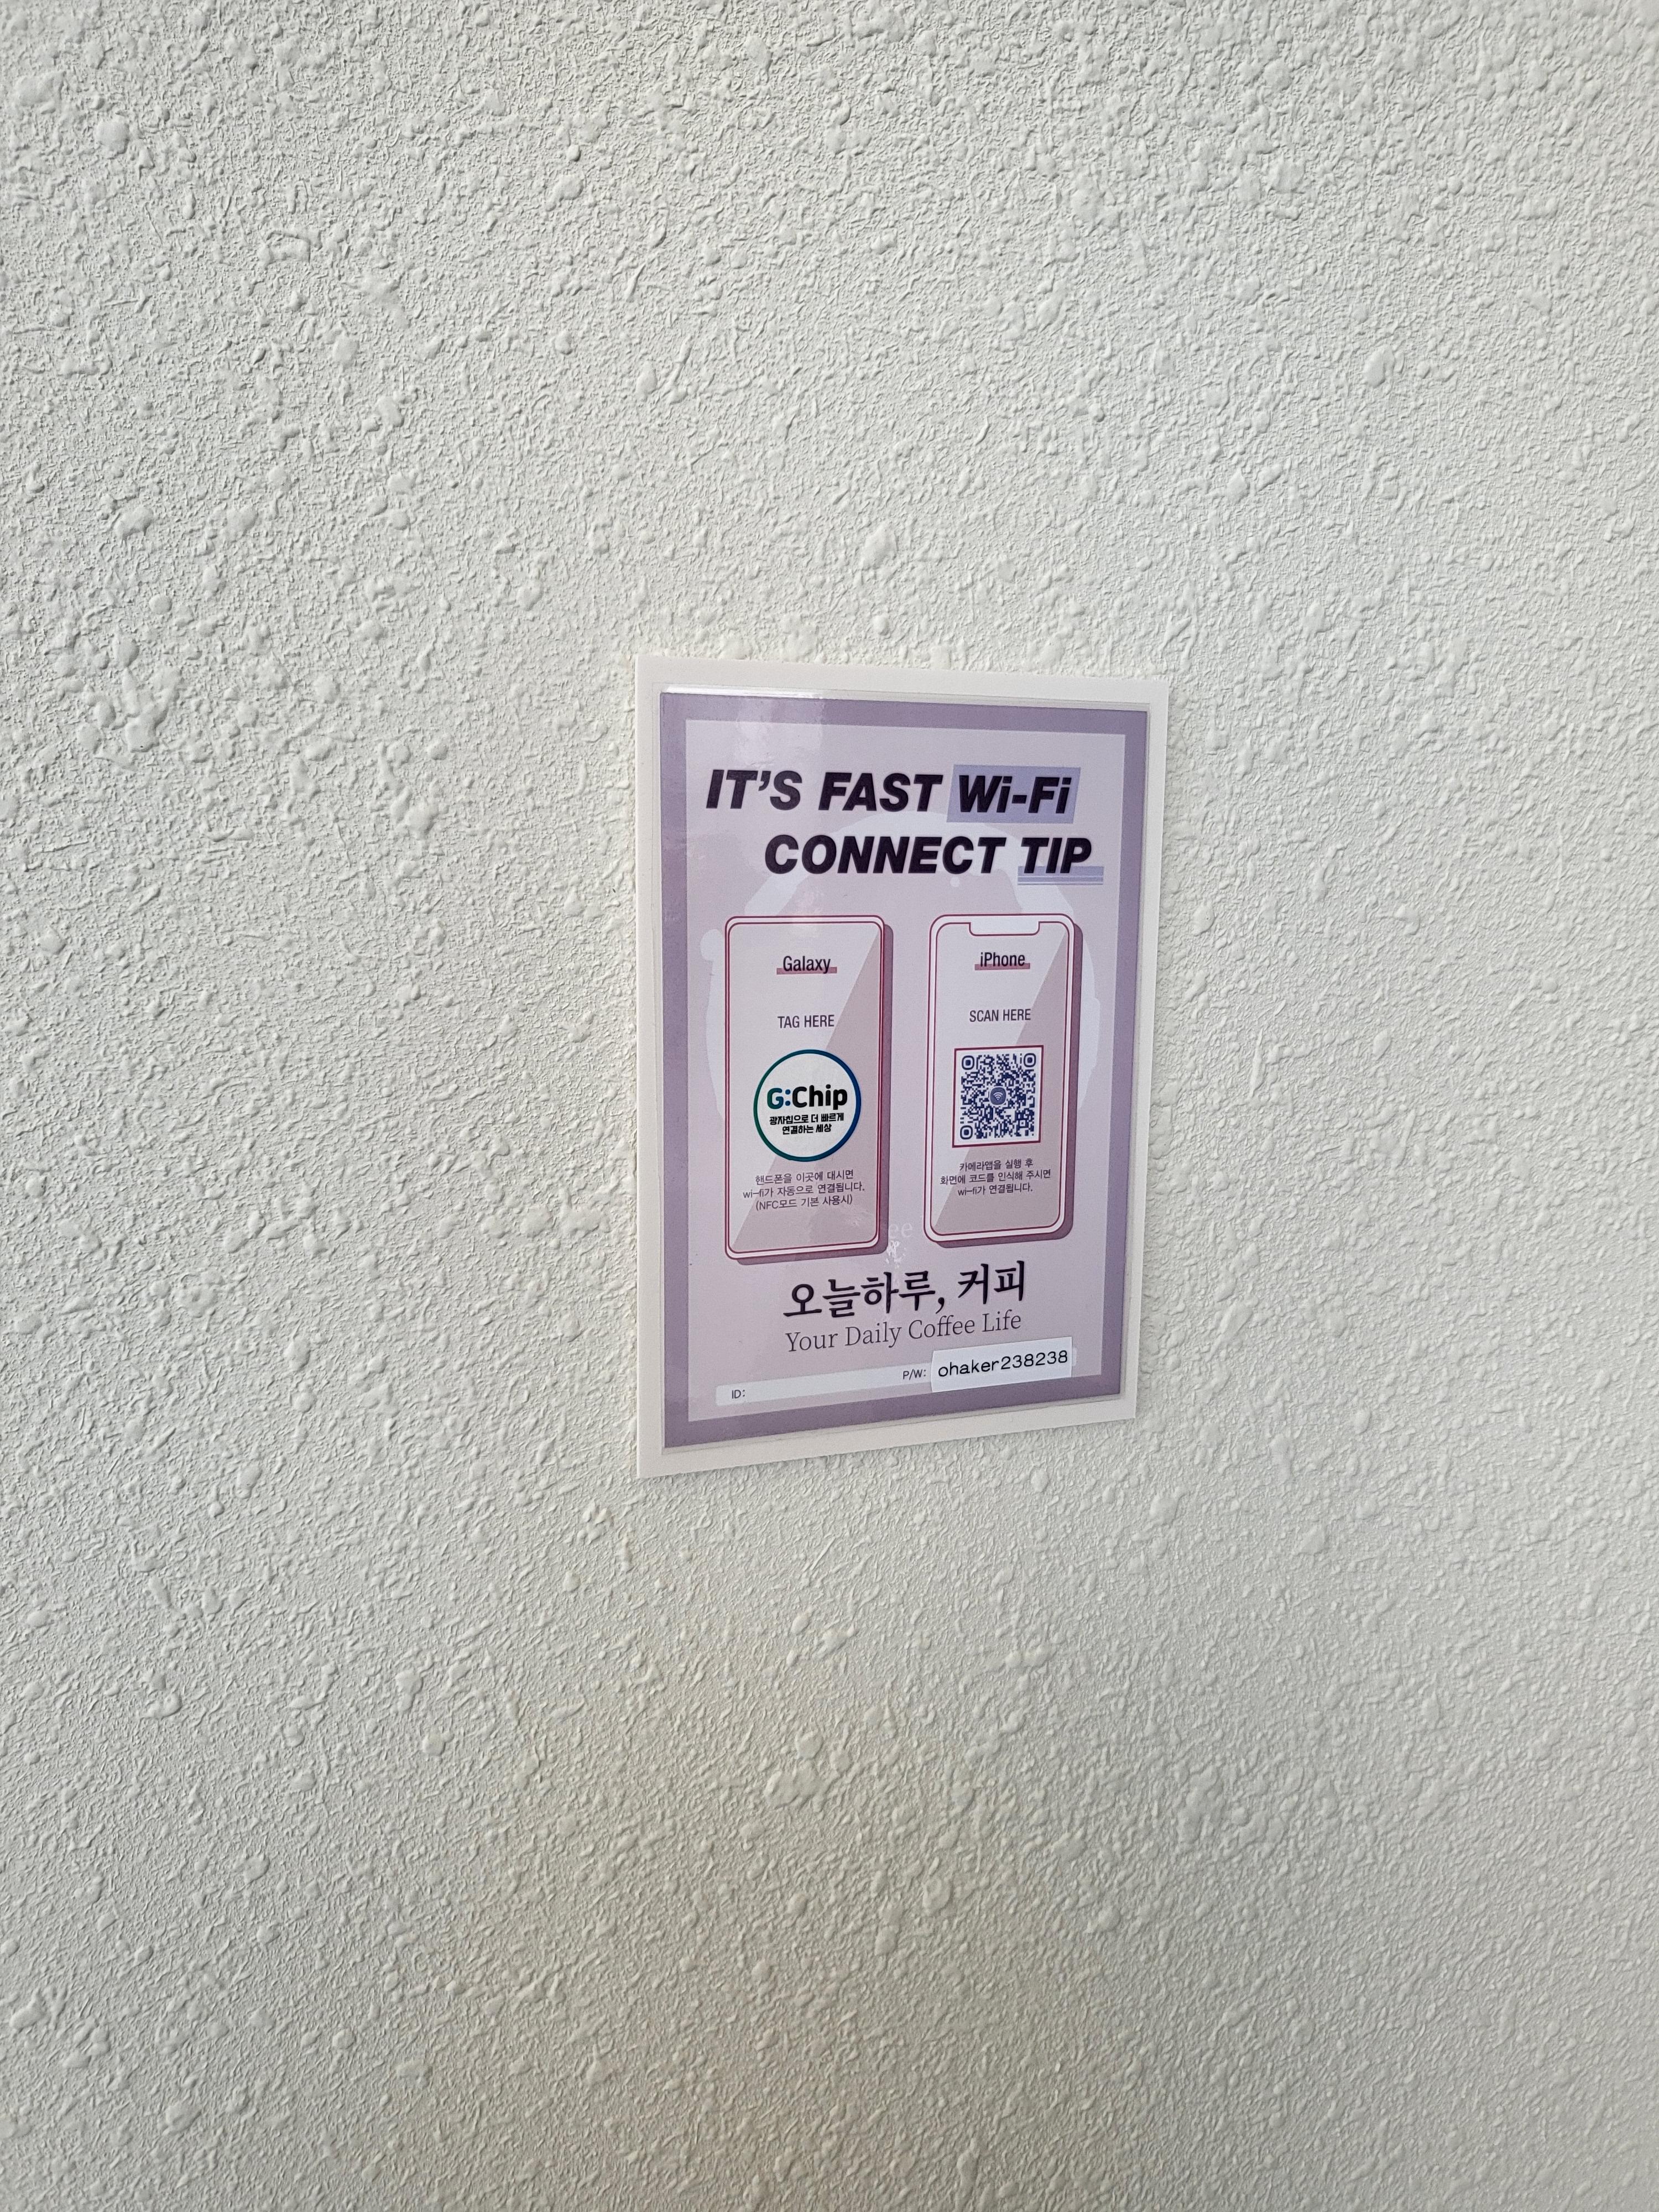 IT'S FAST Wi-Fi
CONNECT TIP
Galaxy
TAG HERE
G:Chip
광자칩으로 더 빠르게
연결하는 세상
핸드폰을 이곳에 대시면
wi-fi가 자동으로 연결됩니다.
(NFC모드 기본 사용시)
iPhone
SCAN HERE
카메라앱을 실행 후
화면에 코드를 인식해 주시면
wi-fi가 연결됩니다.
오늘하루, 커피
Your Daily Coffee Life
ID:
P/W: ohaker238238